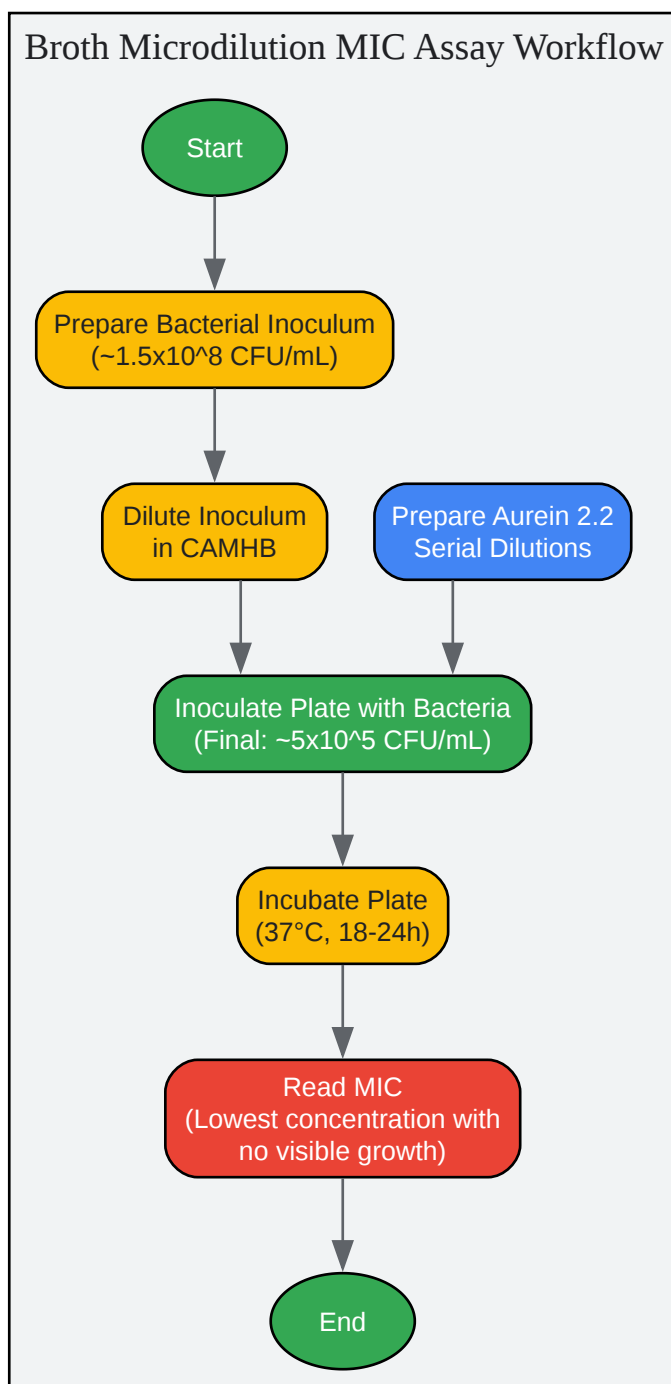 Broth Microdilution MIC Assay Workflow
Start
Prepare Bacterial Inoculum
(~1.5x10^8 CFU/mL)
Dilute Inoculum
in CAMHB
Prepare Aurein 2.2
Serial Dilutions
Inoculate Plate with Bacteria
(Final: ~5x10^5 CFU/mL)
Incubate Plate
(37°C, 18-24h)
Read MIC
(Lowest concentration with
no visible growth)
End